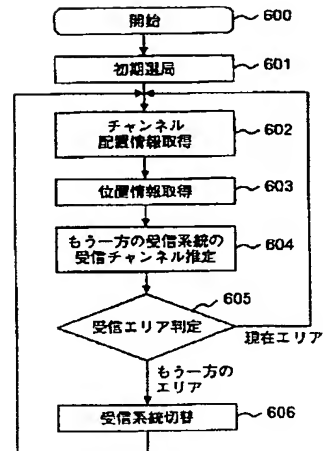 開始
600
初期選局
601
チャンネル
配置情報取得
602
位置情報取得
603
もう一方の受信系統の
受信チャンネル推定
604
605
受信エリア判定
現在エリア
もう一方の
エリア
受信系統切替
606